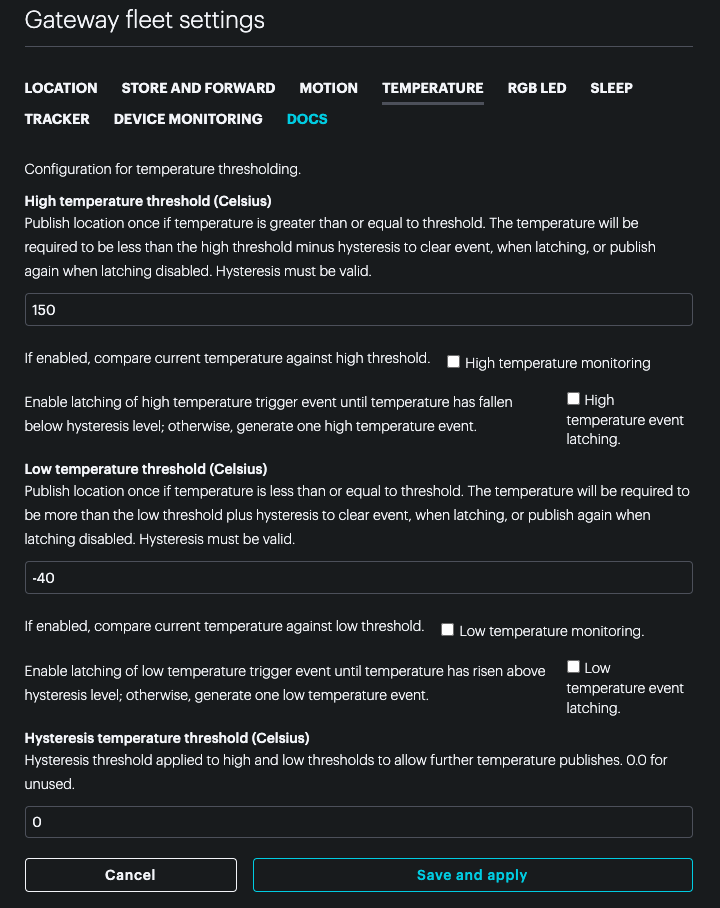 Gateway fleet settings
LOCATION STORE AND FORWARD MOTION TEMPERATURE RGB LED SLEEP
TRACKER DEVICE MONITORING DOCS
Configuration for temperature thresholding.
High temperature threshold (Celsius)
Publish location once if temperature is greater than or equal to threshold. The temperature will be
required to be less than the high threshold minus hysteresis to clear event, when latching, or publish
again when latching disabled. Hysteresis must be valid.
150
If enabled, compare current temperature against high threshold. High temperature monitoring
Enable latching of high temperature trigger event until temperature has fallen
below hysteresis level; otherwise, generate one high temperature event.
High
temperature event
latching.
Low temperature threshold (Celsius)
Publish location once if temperature is less than or equal to threshold. The temperature will be required to
be more than the low threshold plus hysteresis to clear event, when latching, or publish again when
latching disabled. Hysteresis must be valid.
-40
If enabled, compare current temperature against low threshold. Low temperature monitoring.
Enable latching of low temperature trigger event until temperature has risen above
hysteresis level; otherwise, generate one low temperature event.
Low
temperature event
latching.
Hysteresis temperature threshold (Celsius)
Hysteresis threshold applied to high and low thresholds to allow further temperature publishes. 0.0 for
unused.
0
Cancel Save and apply